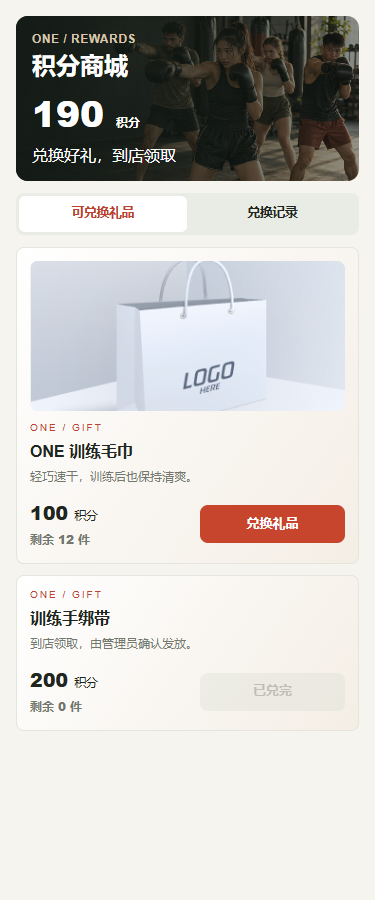 ONE / REWARDS
积分商城
190 积分
兑换好礼，到店领取
可兑换礼品
兑换记录
LOGO
HERE
ONE / GIFT
ONE 训练毛巾
轻巧速干，训练后也保持清爽。
100 积分
剩余 12 件
兑换礼品
ONE / GIFT
训练手绑带
到店领取，由管理员确认发放。
200 积分
剩余 0 件
已兑完